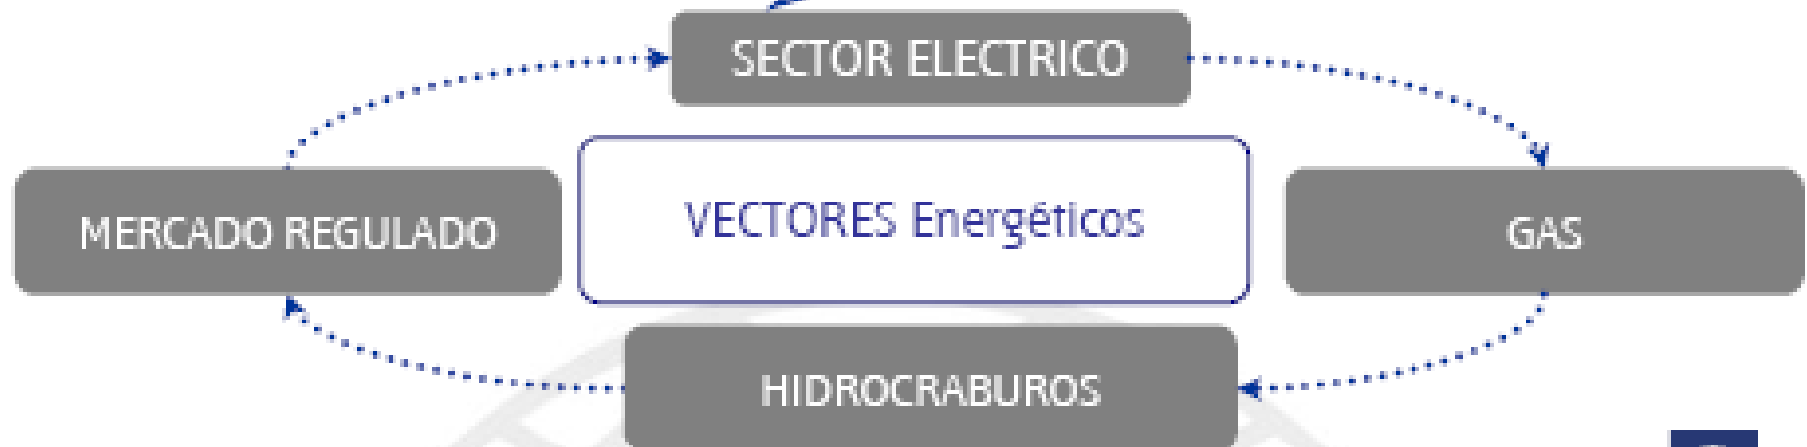 SECTOR ELECTRICO
MERCADO REGULADO
VECTORES Energéticos
GAS
HIDROCRABUROS